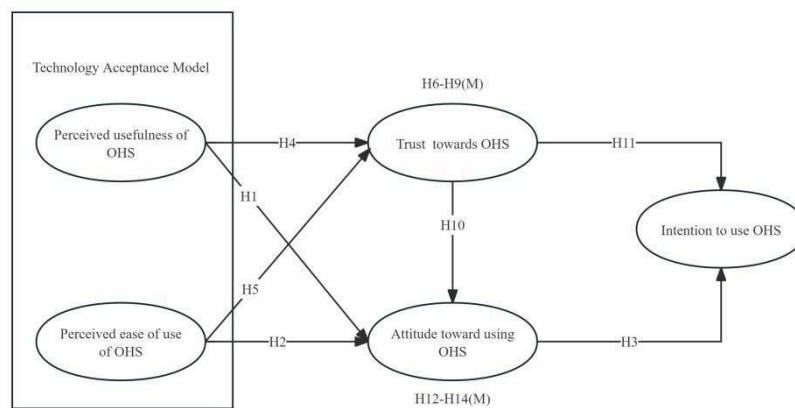 Technology Acceptance Model
H6-H9(M)
Perceived usefulness of
OHS
H4
Trust towards OHS
H11
H1
H10
Intention to use OHS
H5
Perceived ease of use
of OHS
H2
Attitude toward using
OHS
H3
H12-H14(M)